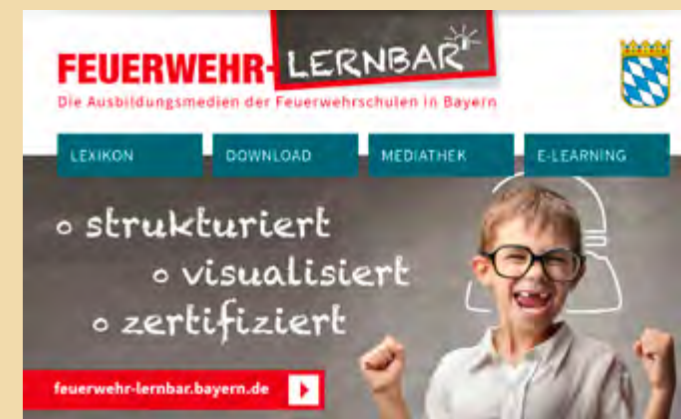 FEUERWEHR-LERNBAR
Die Ausbildungsmedien der Feuerwehrschulen in Bayern
LEXIKON DOWNLOAD MEDIATHEK E-LEARNING
strukturiert
visualisiert
zertifiziert
feuerwehr-lernbar.bayern.de